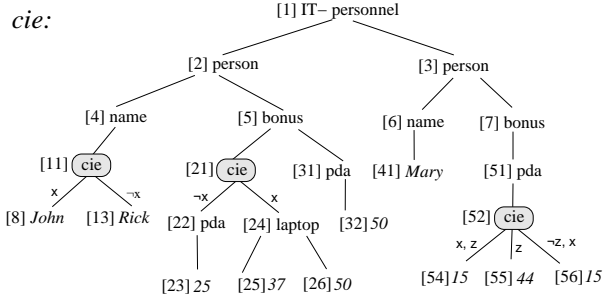 cie:
[1] IT– personnel
[2] person
[3] person
[4] name
[5] bonus
[6] name
[7] bonus
[11] cie
[21] cie
[31] pda
[41] Mary
[51] pda
x
¬x
¬x
x
[8] John
[13] Rick
[22] pda
[24] laptop
[32] 50
[52] cie
x, z
z
¬z, x
[23] 25
[25] 37
[26] 50
[54] 15
[55] 44
[56] 15